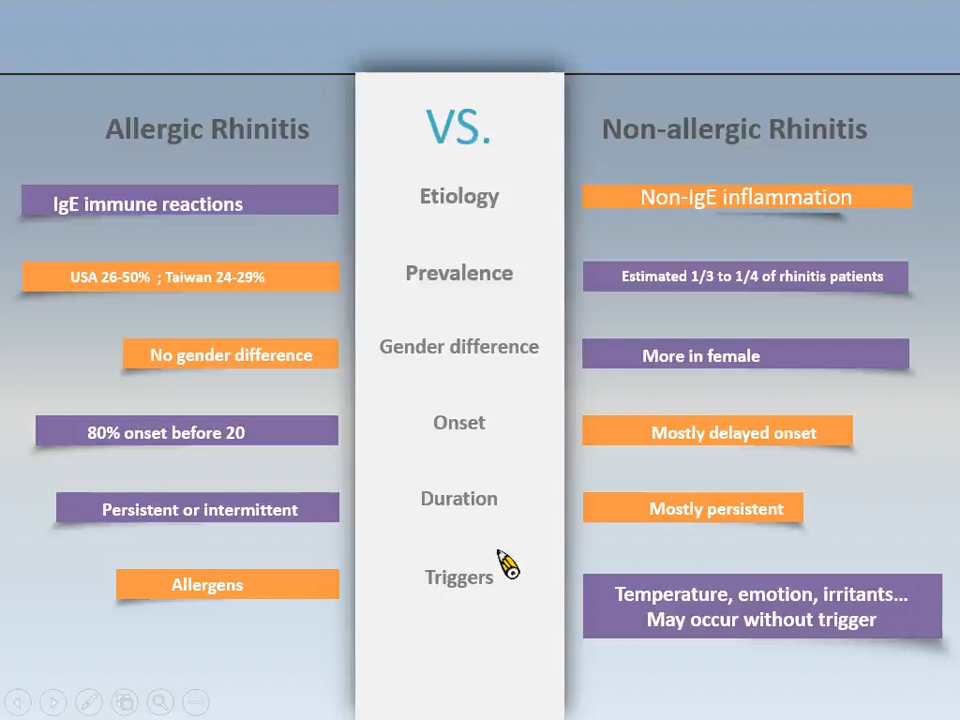 Allergic Rhinitis
VS.
Non-allergic Rhinitis
IgE immune reactions
Etiology
Non-IgE inflammation
USA 26-50% ; Taiwan 24-29%
Prevalence
Estimated 1/3 to 1/4 of rhinitis patients
No gender difference
Gender difference
More in female
80% onset before 20
Onset
Mostly delayed onset
Persistent or intermittent
Duration
Mostly persistent
Allergens
Triggers
Temperature, emotion, irritants…
May occur without trigger